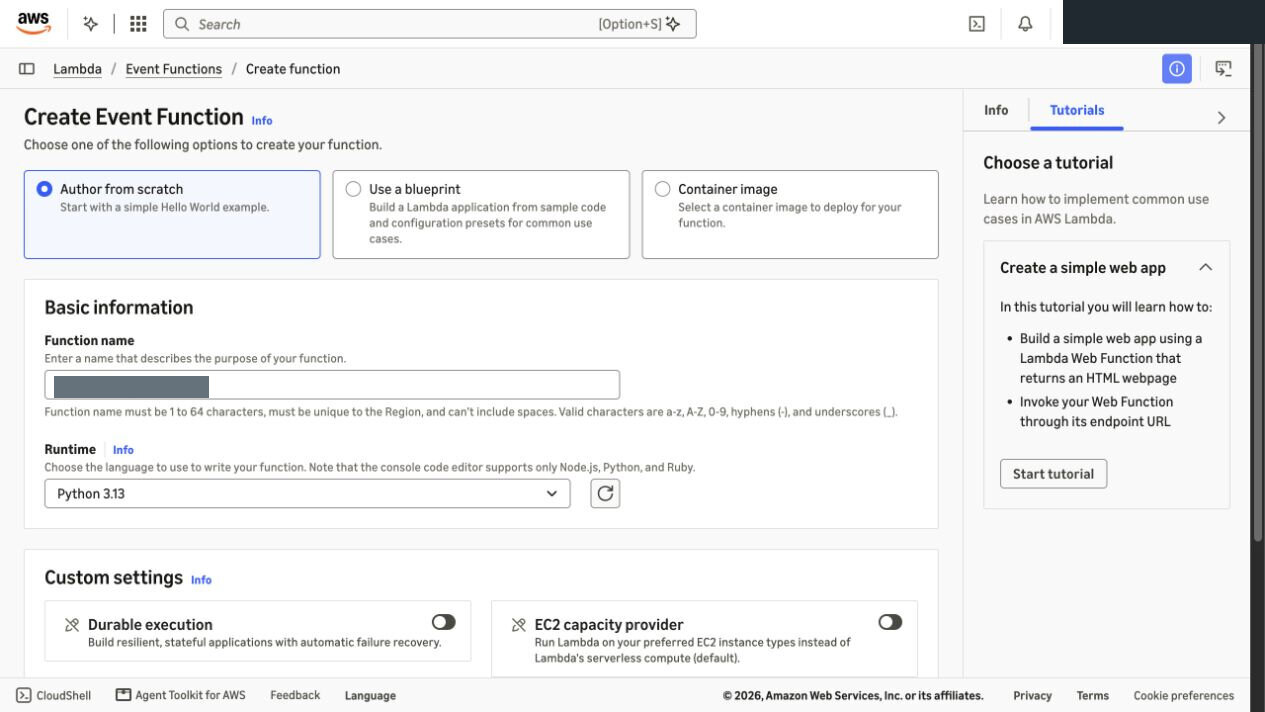 aws
Search [Option+S]
Lambda / Event Functions / Create function
Create Event Function Info
Choose one of the following options to create your function.
Author from scratch
Start with a simple Hello World example.
Use a blueprint
Build a Lambda application from sample code
and configuration presets for common use
cases.
Container image
Select a container image to deploy for your
function.
Basic information
Function name
Enter a name that describes the purpose of your function.
Function name must be 1 to 64 characters, must be unique to the Region, and can't include spaces. Valid characters are a-z, A-Z, 0-9, hyphens (-), and underscores (_).
Runtime Info
Choose the language to use to write your function. Note that the console code editor supports only Node.js, Python, and Ruby.
Python 3.13
Custom settings Info
Durable execution
Build resilient, stateful applications with automatic failure recovery.
EC2 capacity provider
Run Lambda on your preferred EC2 instance types instead of
Lambda's serverless compute (default).
Info Tutorials
Choose a tutorial
Learn how to implement common use
cases in AWS Lambda.
Create a simple web app
In this tutorial you will learn how to:
• Build a simple web app using a
Lambda Web Function that
returns an HTML webpage
• Invoke your Web Function
through its endpoint URL
Start tutorial
CloudShell Agent Toolkit for AWS Feedback Language © 2026, Amazon Web Services, Inc. or its affiliates. Privacy Terms Cookie preferences